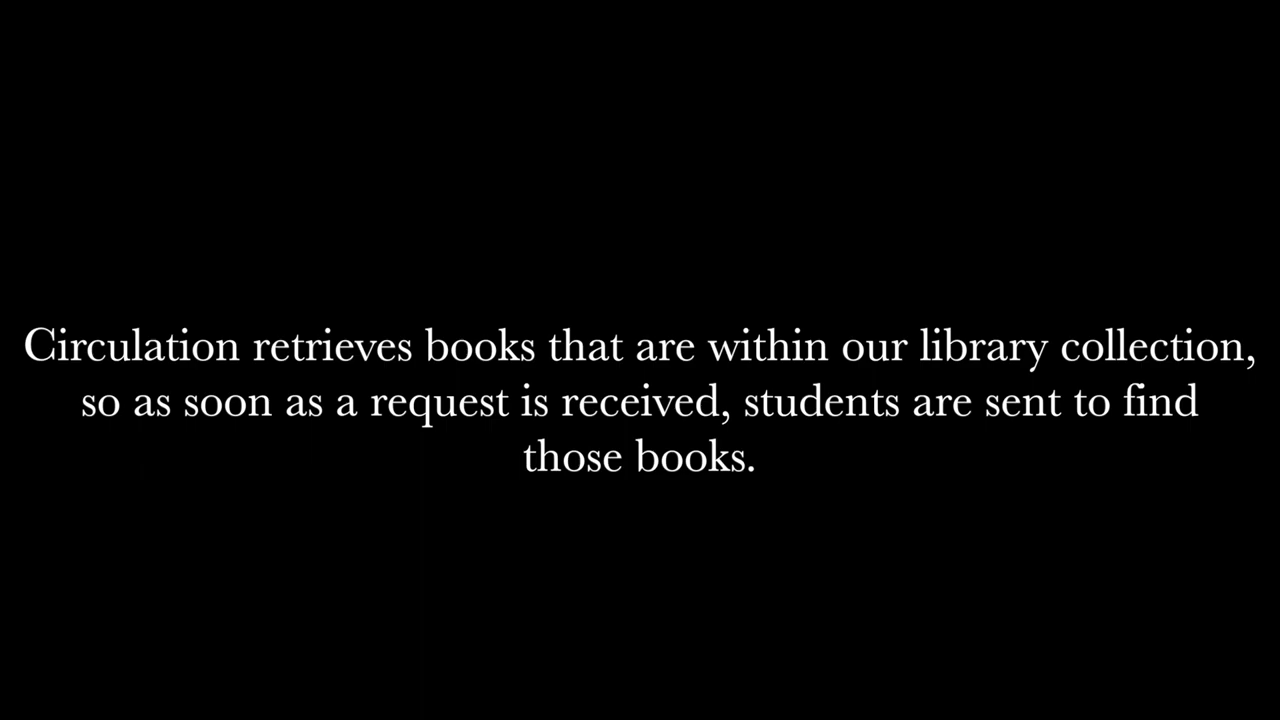 Circulation retrieves books that are within our library collection,
so as soon as a request is received, students are sent to find
those books.